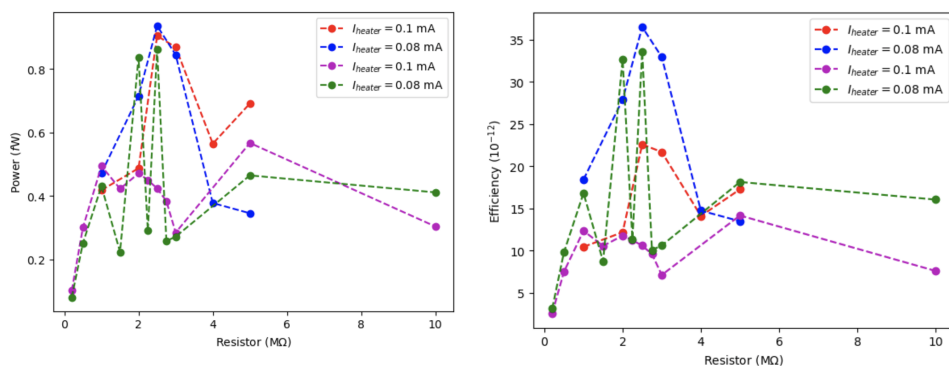 I_heater = 0.1 mA
I_heater = 0.08 mA
I_heater = 0.1 mA
I_heater = 0.08 mA
0.8
0.6
0.4
0.2
Power (fW)
0 2 4 6 8 10
Resistor (MΩ)
I_heater = 0.1 mA
I_heater = 0.08 mA
I_heater = 0.1 mA
I_heater = 0.08 mA
35
30
25
20
15
10
5
Efficiency (10⁻¹²)
0 2 4 6 8 10
Resistor (MΩ)